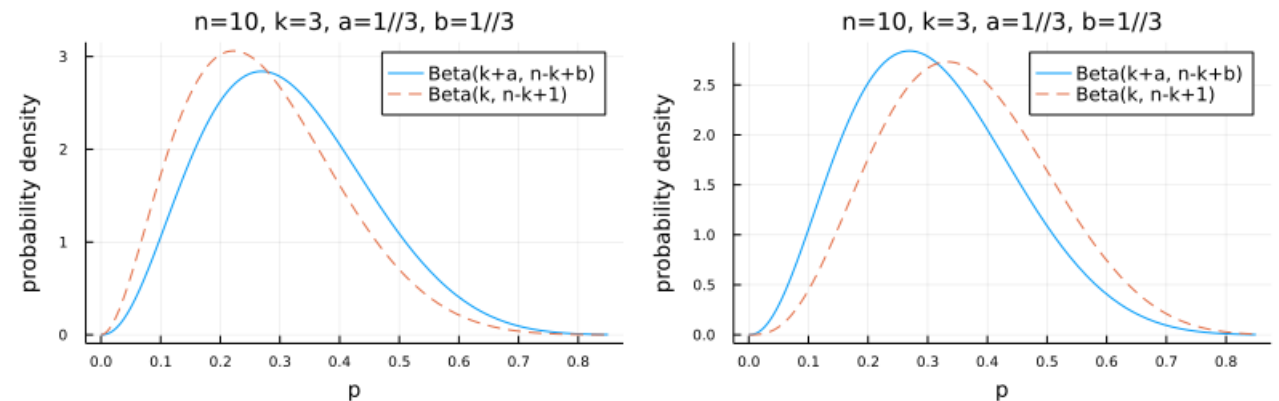 n=10, k=3, a=1//3, b=1//3
probability density
3
2
1
0
Beta(k+a, n-k+b)
Beta(k, n-k+1)
0.0 0.1 0.2 0.3 0.4 0.5 0.6 0.7 0.8
p
n=10, k=3, a=1//3, b=1//3
probability density
2.5
2.0
1.5
1.0
0.5
0.0
Beta(k+a, n-k+b)
Beta(k, n-k+1)
0.0 0.1 0.2 0.3 0.4 0.5 0.6 0.7 0.8
p